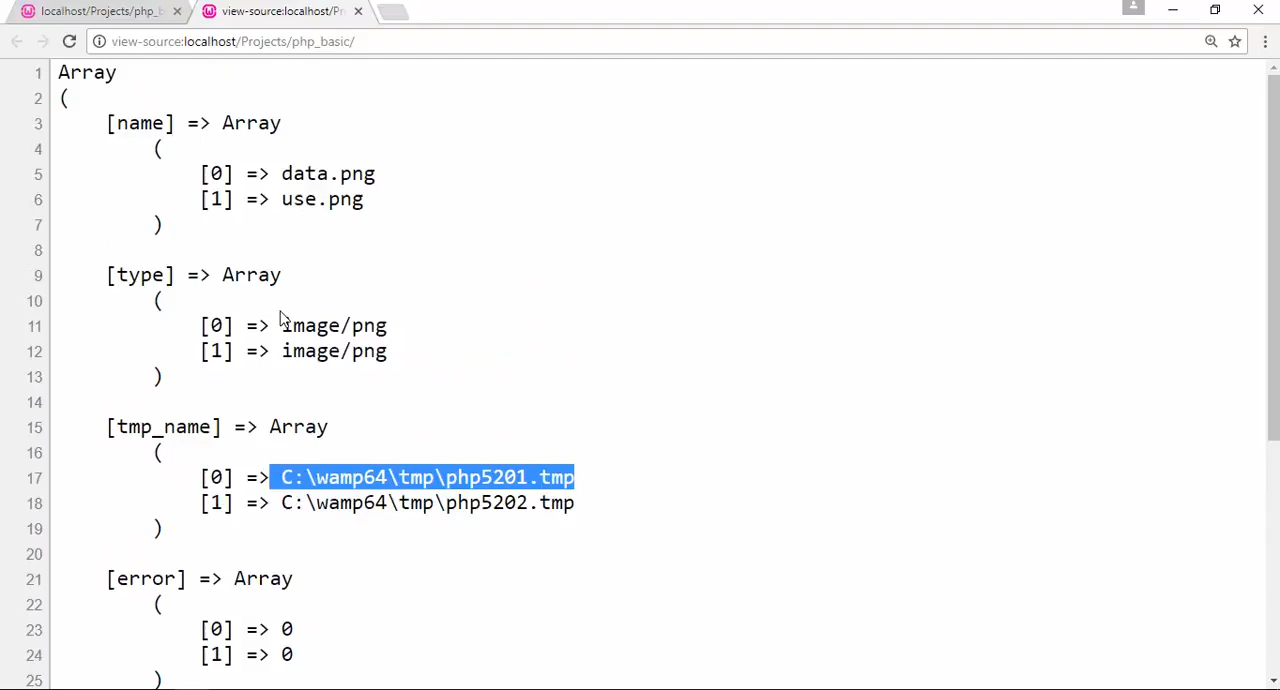 localhost/Projects/php_b
view-source:localhost/Pr
view-source:localhost/Projects/php_basic/
1 Array
2 (
3 [name] => Array
4 (
5 [0] => data.png
6 [1] => use.png
7 )
8
9 [type] => Array
10 (
11 [0] => image/png
12 [1] => image/png
13 )
14
15 [tmp_name] => Array
16 (
17 [0] => C:\wamp64\tmp\php5201.tmp
18 [1] => C:\wamp64\tmp\php5202.tmp
19 )
20
21 [error] => Array
22 (
23 [0] => 0
24 [1] => 0
25 )